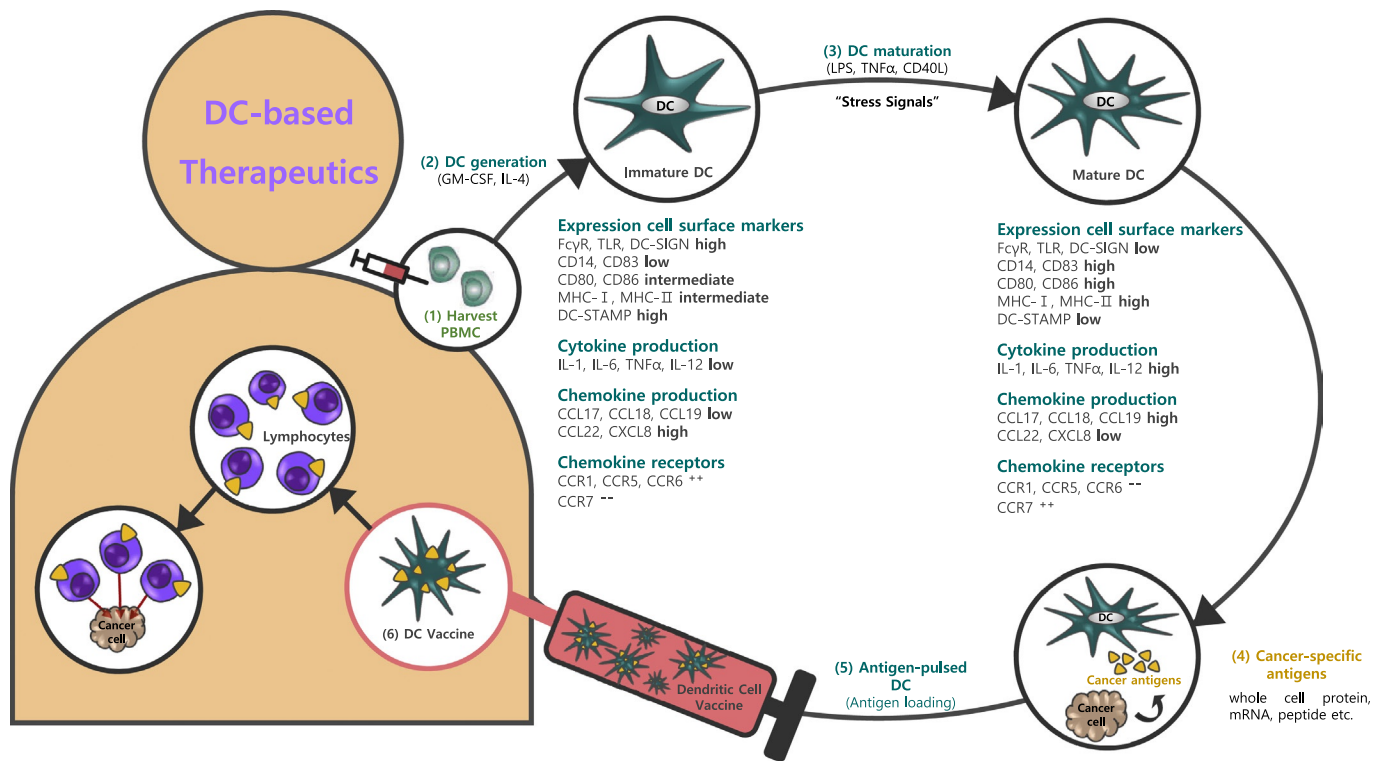 DC-based
Therapeutics
(1) Harvest
PBMC
(2) DC generation
(GM-CSF, IL-4)
DC
Immature DC
Expression cell surface markers
FcγR, TLR, DC-SIGN high
CD14, CD83 low
CD80, CD86 intermediate
MHC-Ⅰ, MHC-Ⅱ intermediate
DC-STAMP high
Cytokine production
IL-1, IL-6, TNFα, IL-12 low
Chemokine production
CCL17, CCL18, CCL19 low
CCL22, CXCL8 high
Chemokine receptors
CCR1, CCR5, CCR6 ++
CCR7 --
(3) DC maturation
(LPS, TNFα, CD40L)
“Stress Signals”
DC
Mature DC
Expression cell surface markers
FcγR, TLR, DC-SIGN low
CD14, CD83 high
CD80, CD86 high
MHC-Ⅰ, MHC-Ⅱ high
DC-STAMP low
Cytokine production
IL-1, IL-6, TNFα, IL-12 high
Chemokine production
CCL17, CCL18, CCL19 high
CCL22, CXCL8 low
Chemokine receptors
CCR1, CCR5, CCR6 --
CCR7 ++
DC
Cancer antigens
Cancer
cell
(4) Cancer-specific
antigens
whole cell protein,
mRNA, peptide etc.
(5) Antigen-pulsed
DC
(Antigen loading)
Dendritic Cell
Vaccine
(6) DC Vaccine
Lymphocytes
Cancer
cell